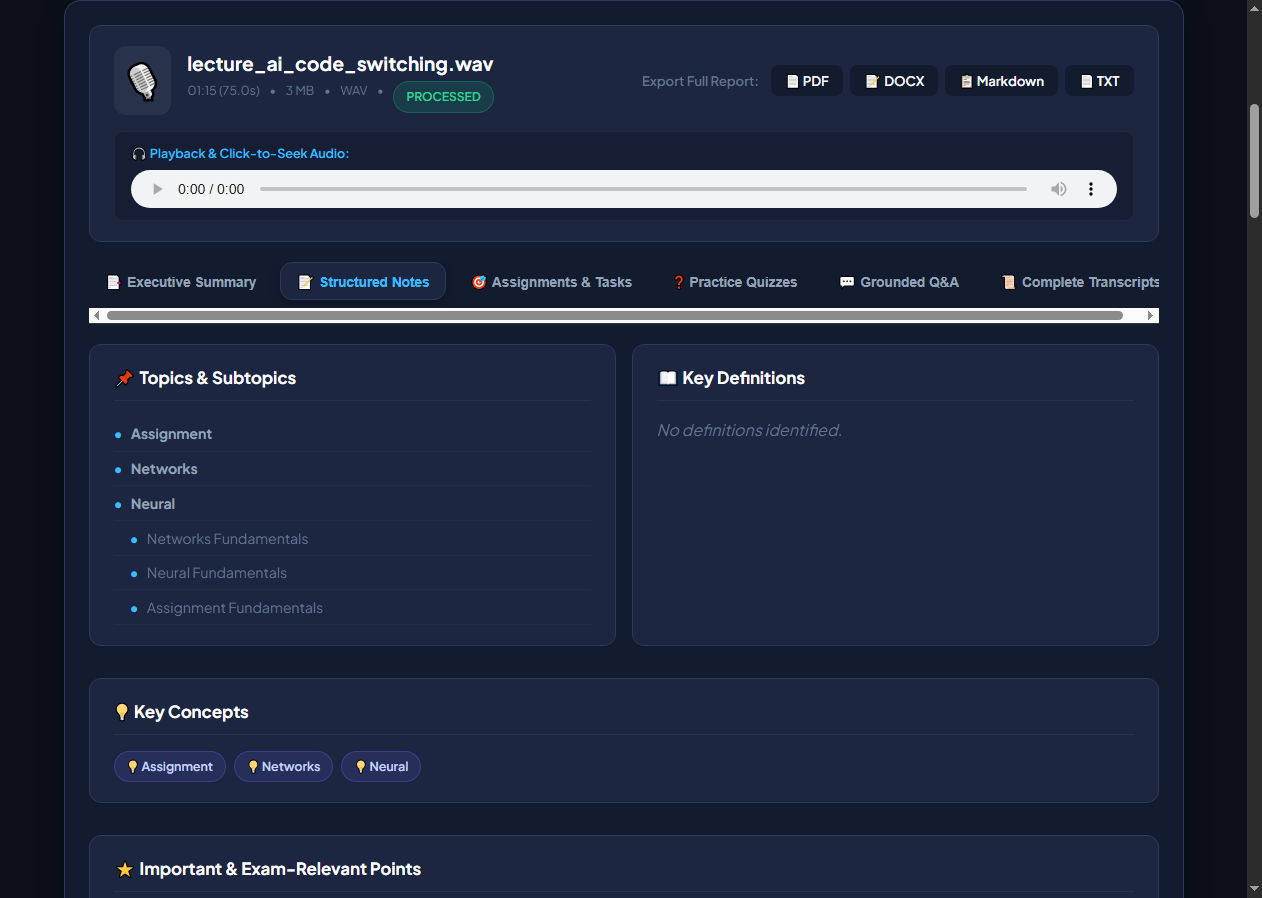 lecture_ai_code_switching.wav
01:15 (75.0s) • 3 MB • WAV • PROCESSED
Export Full Report: PDF DOCX Markdown TXT
Playback & Click-to-Seek Audio:
0:00 / 0:00
Executive Summary Structured Notes Assignments & Tasks Practice Quizzes Grounded Q&A Complete Transcripts
Topics & Subtopics
Assignment
Networks
Neural
Networks Fundamentals
Neural Fundamentals
Assignment Fundamentals
Key Definitions
No definitions identified.
Key Concepts
Assignment Networks Neural
Important & Exam-Relevant Points